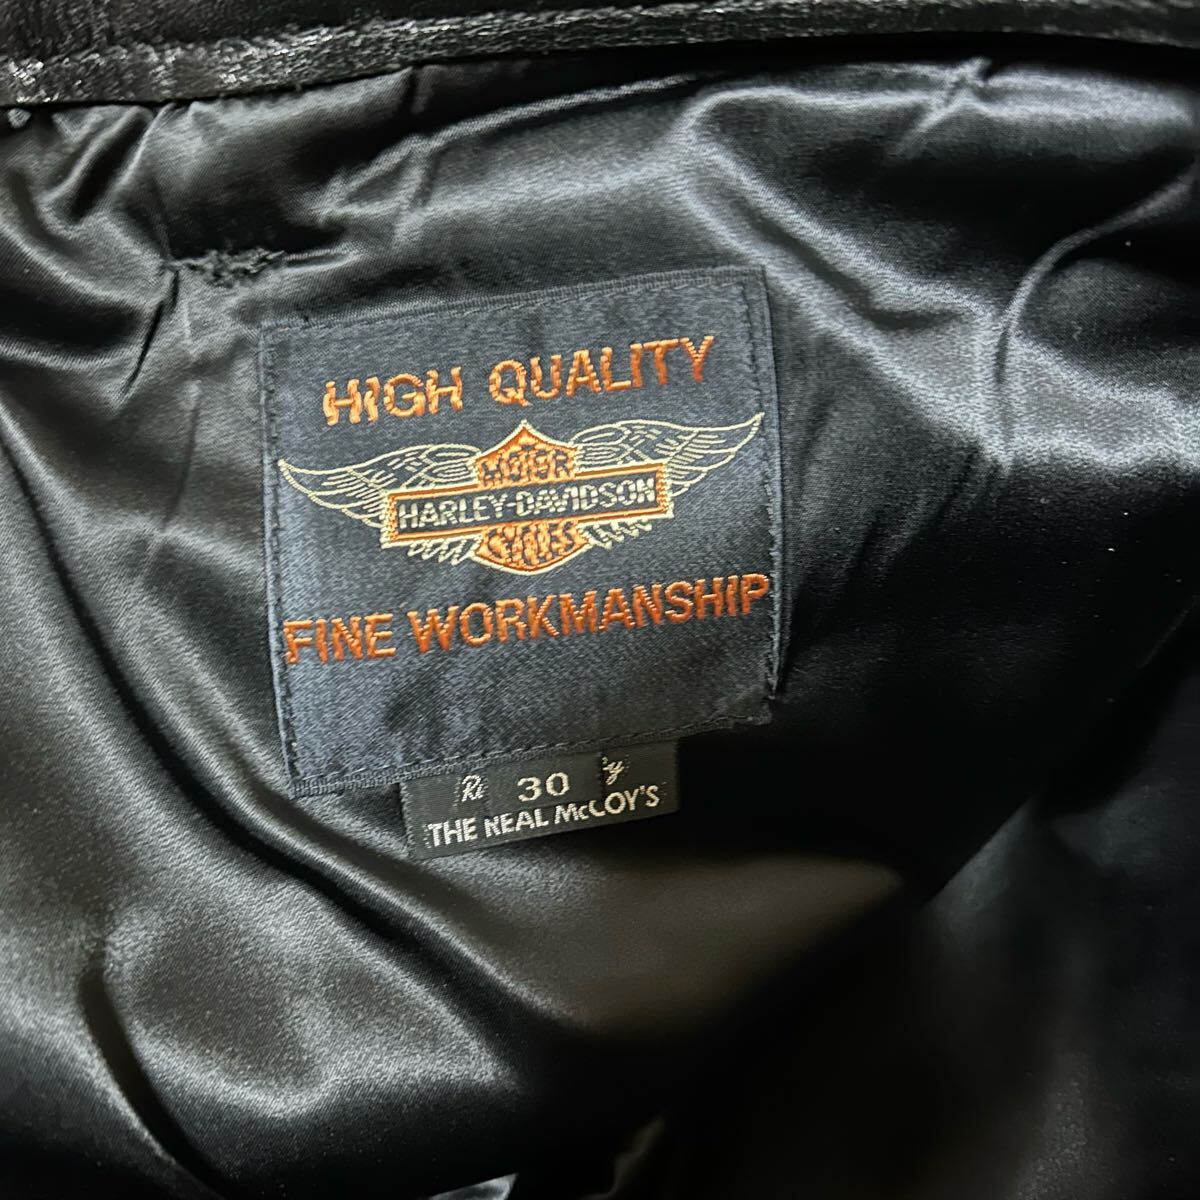 HIGH QUALITY
MOTOR
HARLEY-DAVIDSON
CYCLES
FINE WORKMANSHIP
30
THE REAL McCOY'S